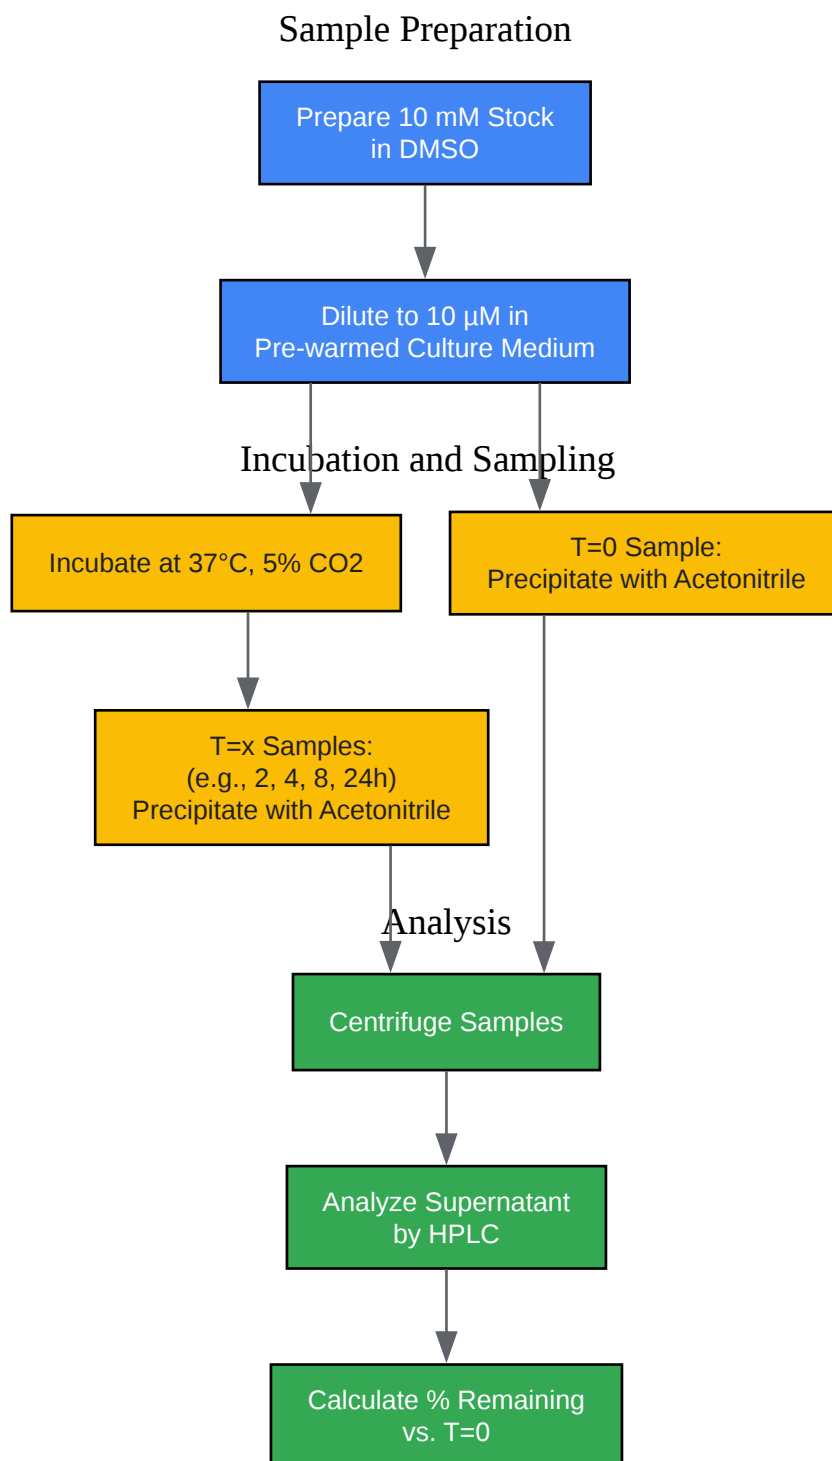 Sample Preparation
Prepare 10 mM Stock
in DMSO
Dilute to 10 µM in
Pre-warmed Culture Medium
Incubation and Sampling
Incubate at 37°C, 5% CO2
T=0 Sample:
Precipitate with Acetonitrile
T=x Samples:
(e.g., 2, 4, 8, 24h)
Precipitate with Acetonitrile
Analysis
Centrifuge Samples
Analyze Supernatant
by HPLC
Calculate % Remaining
vs. T=0